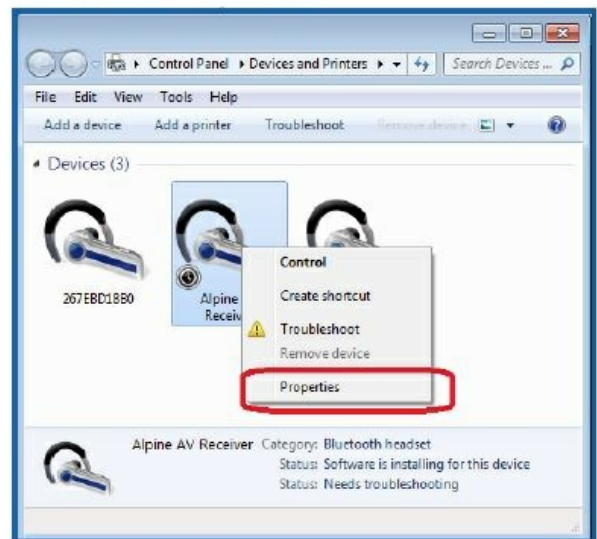 Control Panel Devices and Printers Search Devices ...
File Edit View Tools Help
Add a device Add a printer Troubleshoot Remove device
Devices (3)
267EBD18B0
Alpine
Receiv
Control
Create shortcut
Troubleshoot
Remove device
Properties
Alpine AV Receiver Category: Bluetooth headset
Status: Software is installing for this device
Status: Needs troubleshooting